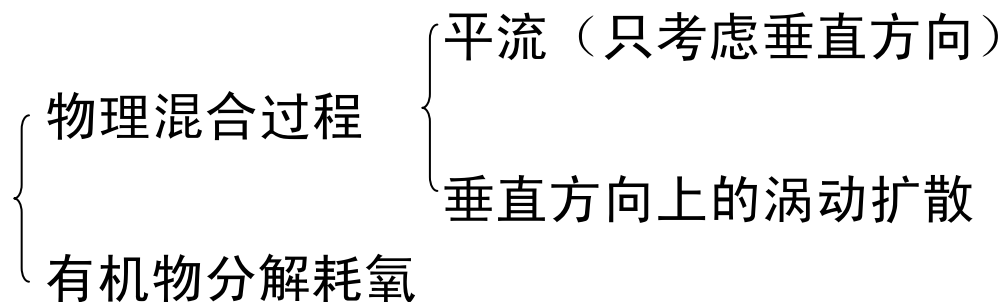 平流（只考虑垂直方向）
物理混合过程
垂直方向上的涡动扩散
有机物分解耗氧